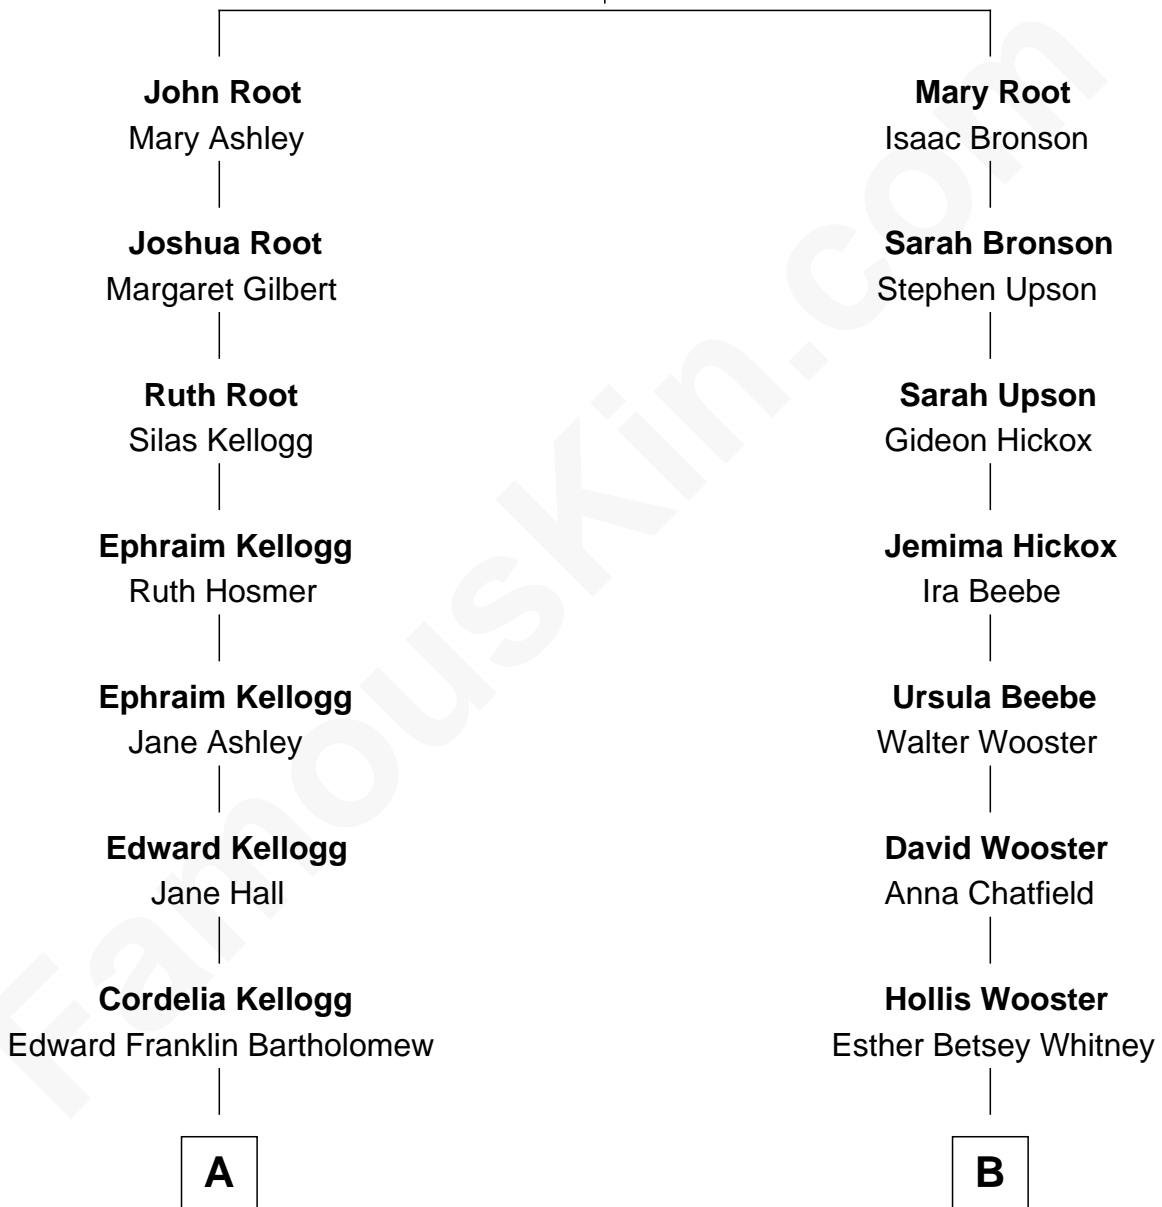 John Root
Mary Ashley
Mary Root
Isaac Bronson
Joshua Root
Margaret Gilbert
Sarah Bronson
Stephen Upson
Ruth Root
Silas Kellogg
Sarah Upson
Gideon Hickox
Ephraim Kellogg
Ruth Hosmer
Jemima Hickox
Ira Beebe
Ephraim Kellogg
Jane Ashley
Ursula Beebe
Walter Wooster
Edward Kellogg
Jane Hall
David Wooster
Anna Chatfield
Cordelia Kellogg
Edward Franklin Bartholomew
Hollis Wooster
Esther Betsey Whitney
A
B
FamousKin.com